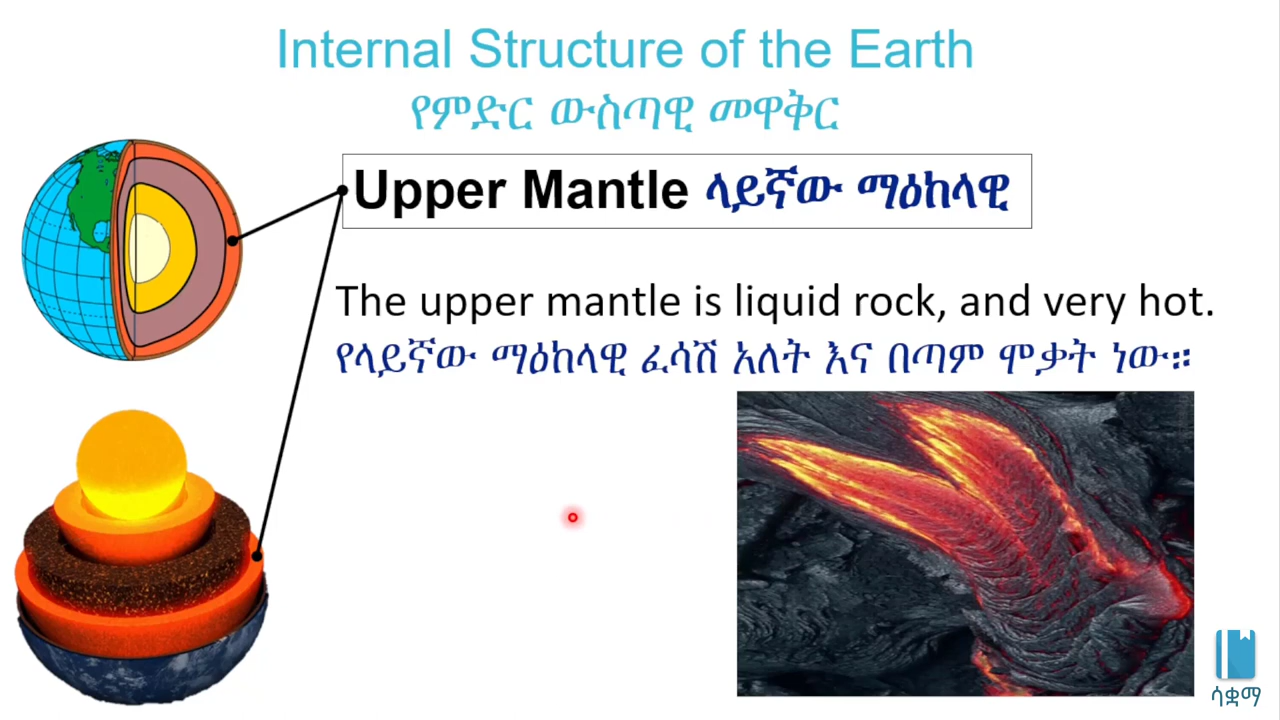 Internal Structure of the Earth
የምድር ውስጣዊ መዋቅር
Upper Mantle ላይኛው ማዕከላዊ
The upper mantle is liquid rock, and very hot.
የላይኛው ማዕከላዊ ፈሳሽ አለት እና በጣም ሞቃት ነው።
ሳቋማ